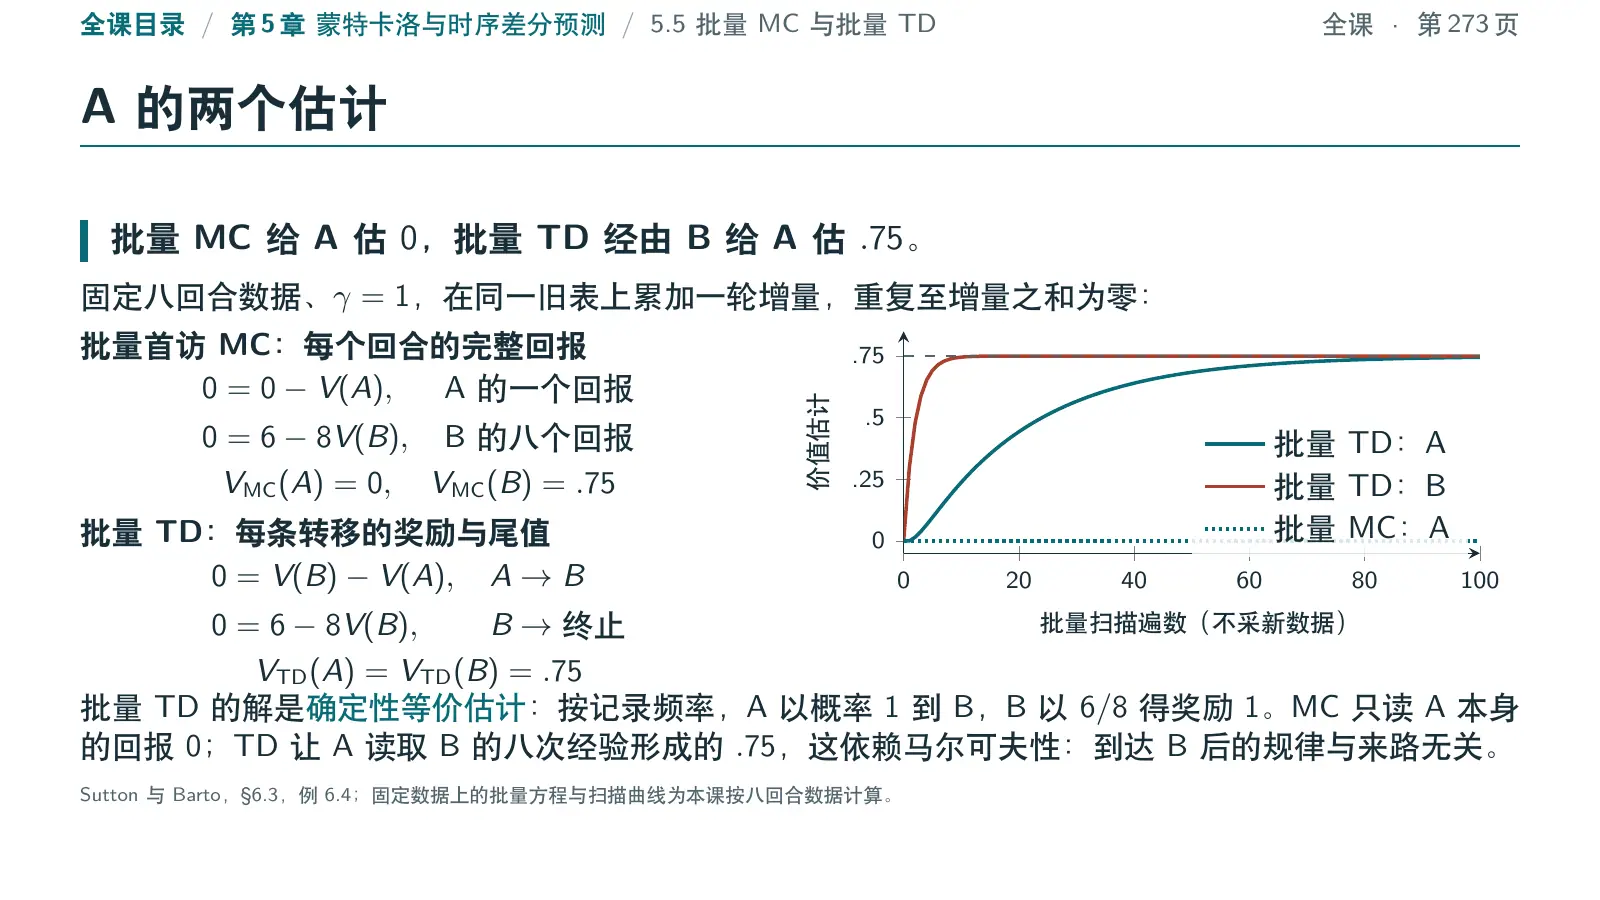 全课目录 / 第 5 章 蒙特卡洛与时序差分预测 / 5.5 批量 MC 与批量 TD
全课 · 第 273 页
A 的两个估计
批量 MC 给 A 估 0，批量 TD 经由 B 给 A 估 .75。
固定八回合数据、γ = 1，在同一旧表上累加一轮增量，重复至增量之和为零：
批量首访 MC：每个回合的完整回报
0 = 0 − V(A), A 的一个回报
0 = 6 − 8V(B), B 的八个回报
V_MC(A) = 0, V_MC(B) = .75
批量 TD：每条转移的奖励与尾值
0 = V(B) − V(A), A → B
0 = 6 − 8V(B), B → 终止
V_TD(A) = V_TD(B) = .75
价值估计
.75
.5
.25
0
批量 TD：A
批量 TD：B
批量 MC：A
0 20 40 60 80 100
批量扫描遍数（不采新数据）
批量 TD 的解是确定性等价估计：按记录频率，A 以概率 1 到 B，B 以 6/8 得奖励 1。MC 只读 A 本身
的回报 0；TD 让 A 读取 B 的八次经验形成的 .75，这依赖马尔可夫性：到达 B 后的规律与来路无关。
Sutton 与 Barto，§6.3，例 6.4；固定数据上的批量方程与扫描曲线为本课按八回合数据计算。